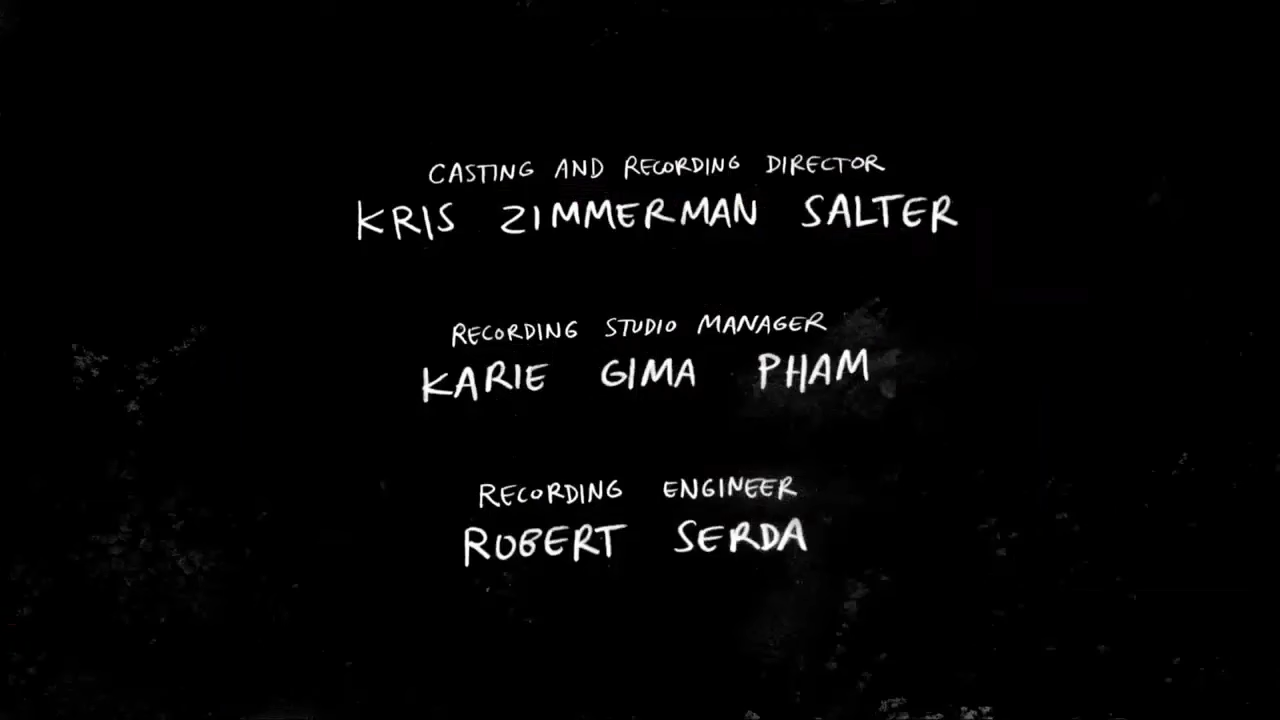 CASTING AND RECORDING DIRECTOR
KRIS ZIMMERMAN SALTER
RECORDING STUDIO MANAGER
KARIE GIMA PHAM
RECORDING ENGINEER
ROBERT SERDA